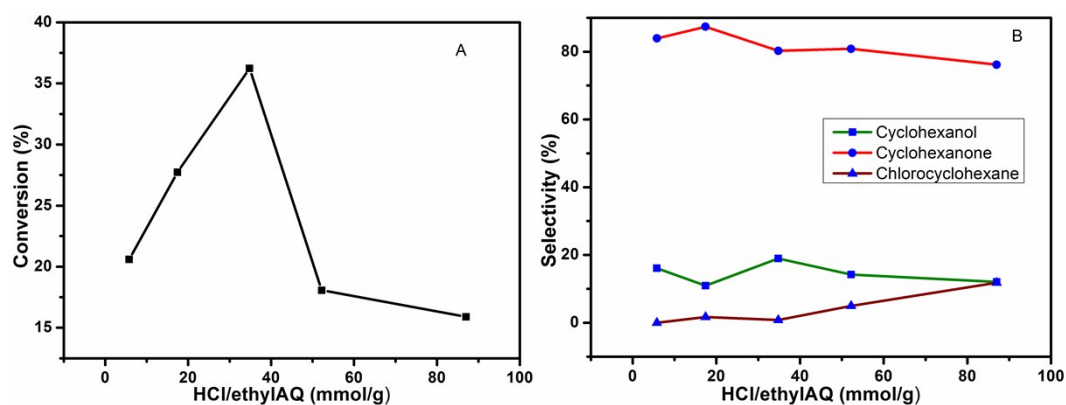 A
40
35
30
25
20
15
Conversion (%)
0 20 40 60 80 100
HCl/ethylAQ (mmol/g)
B
80
60
40
20
0
Selectivity (%)
Cyclohexanol
Cyclohexanone
Chlorocyclohexane
0 20 40 60 80 100
HCl/ethylAQ (mmol/g)